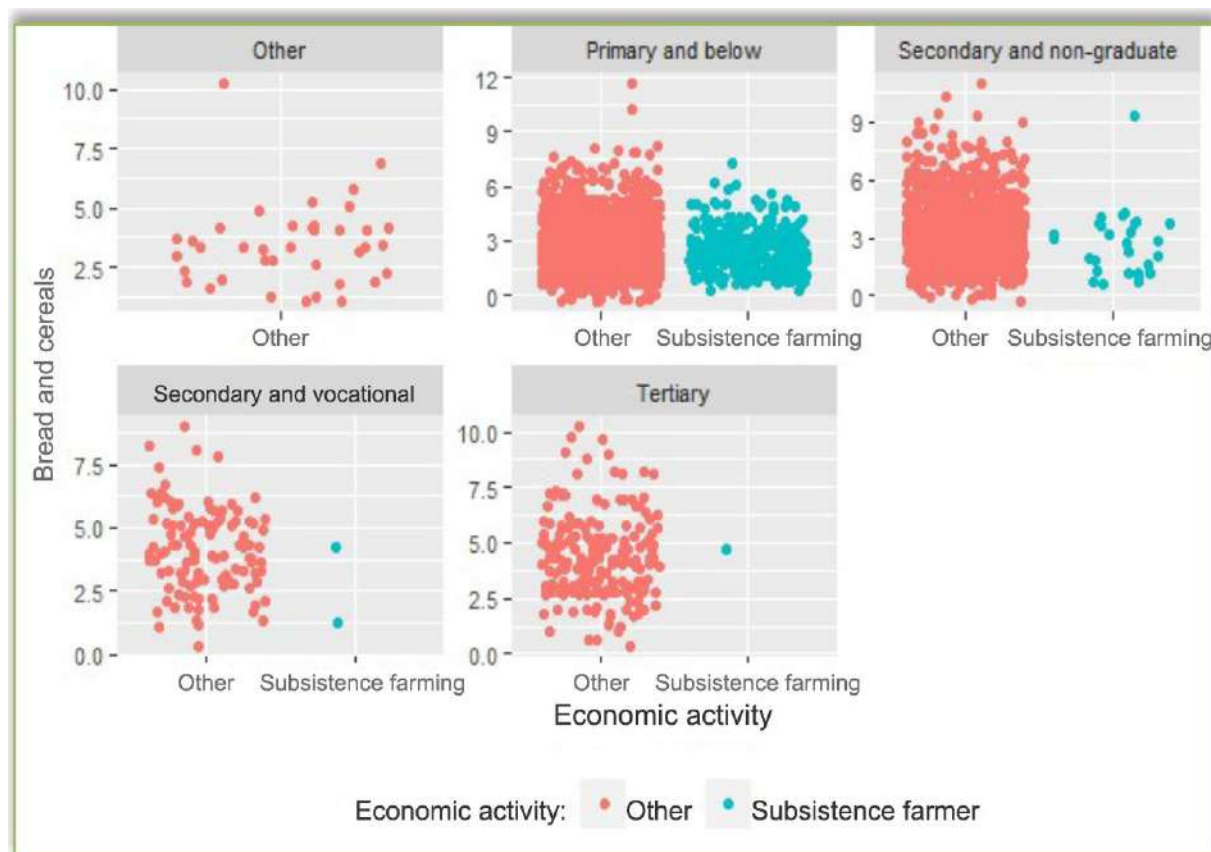 Other
Primary and below
Secondary and non-graduate
10.0
7.5
5.0
2.5
12
9
6
3
0
9
6
3
0
Other
Other Subsistence farming
Other Subsistence farming
Bread and cereals
Secondary and vocational
Tertiary
7.5
5.0
2.5
0.0
10.0
7.5
5.0
2.5
0.0
Other Subsistence farming
Other Subsistence farming
Economic activity
Economic activity: Other Subsistence farmer